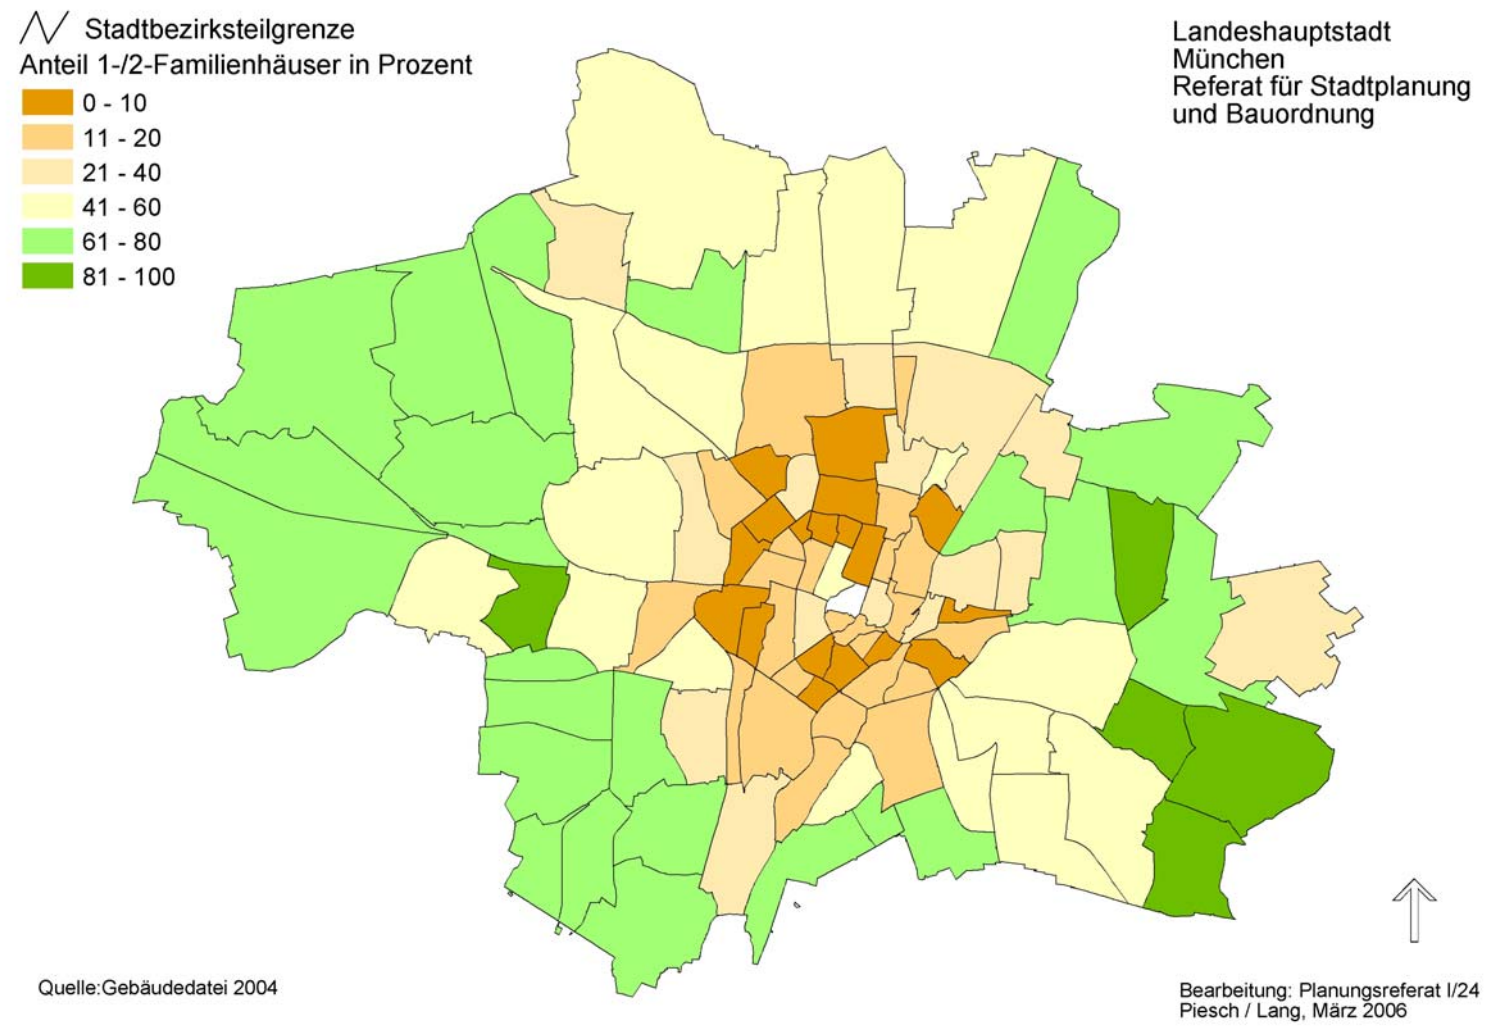 Stadtbezirksteilgrenze
Anteil 1-/2-Familienhäuser in Prozent
0 - 10
11 - 20
21 - 40
41 - 60
61 - 80
81 - 100
Landeshauptstadt
München
Referat für Stadtplanung
und Bauordnung
Quelle:Gebäudedatei 2004
Bearbeitung: Planungsreferat I/24
Piesch / Lang, März 2006